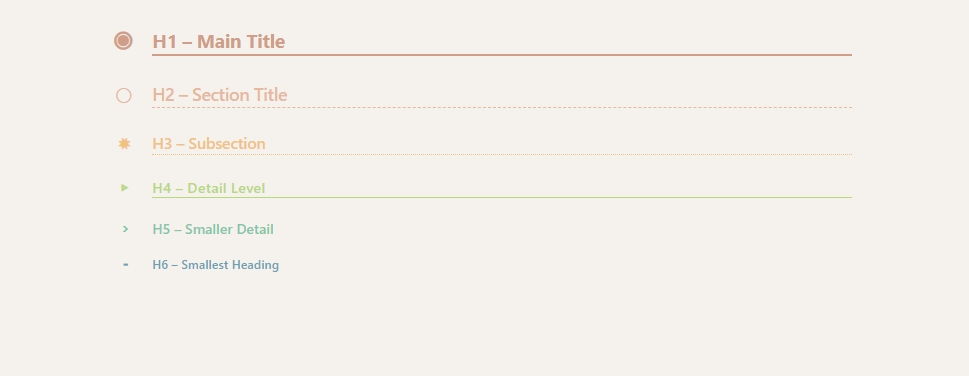 H1 – Main Title
H2 – Section Title
H3 – Subsection
H4 – Detail Level
H5 – Smaller Detail
H6 – Smallest Heading